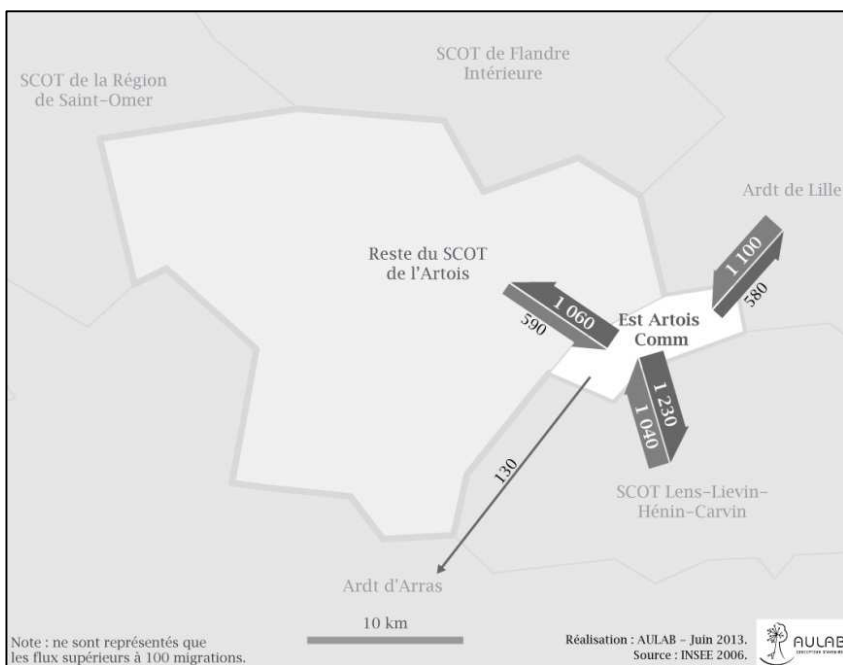 SCOT de Flandre
Intérieure
SCOT de la Région
de Saint-Omer
Ardt de Lille
Reste du SCOT
de l'Artois
1 100
580
1 060
590
Est Artois
Comm
1 230
1 040
130
SCOT Lens-Lievin-
Hénin-Carvin
Ardt d'Arras
10 km
Note : ne sont représentés que
les flux supérieurs à 100 migrations.
Réalisation : AULAB – Juin 2013.
Source : INSEE 2006.
AULAB